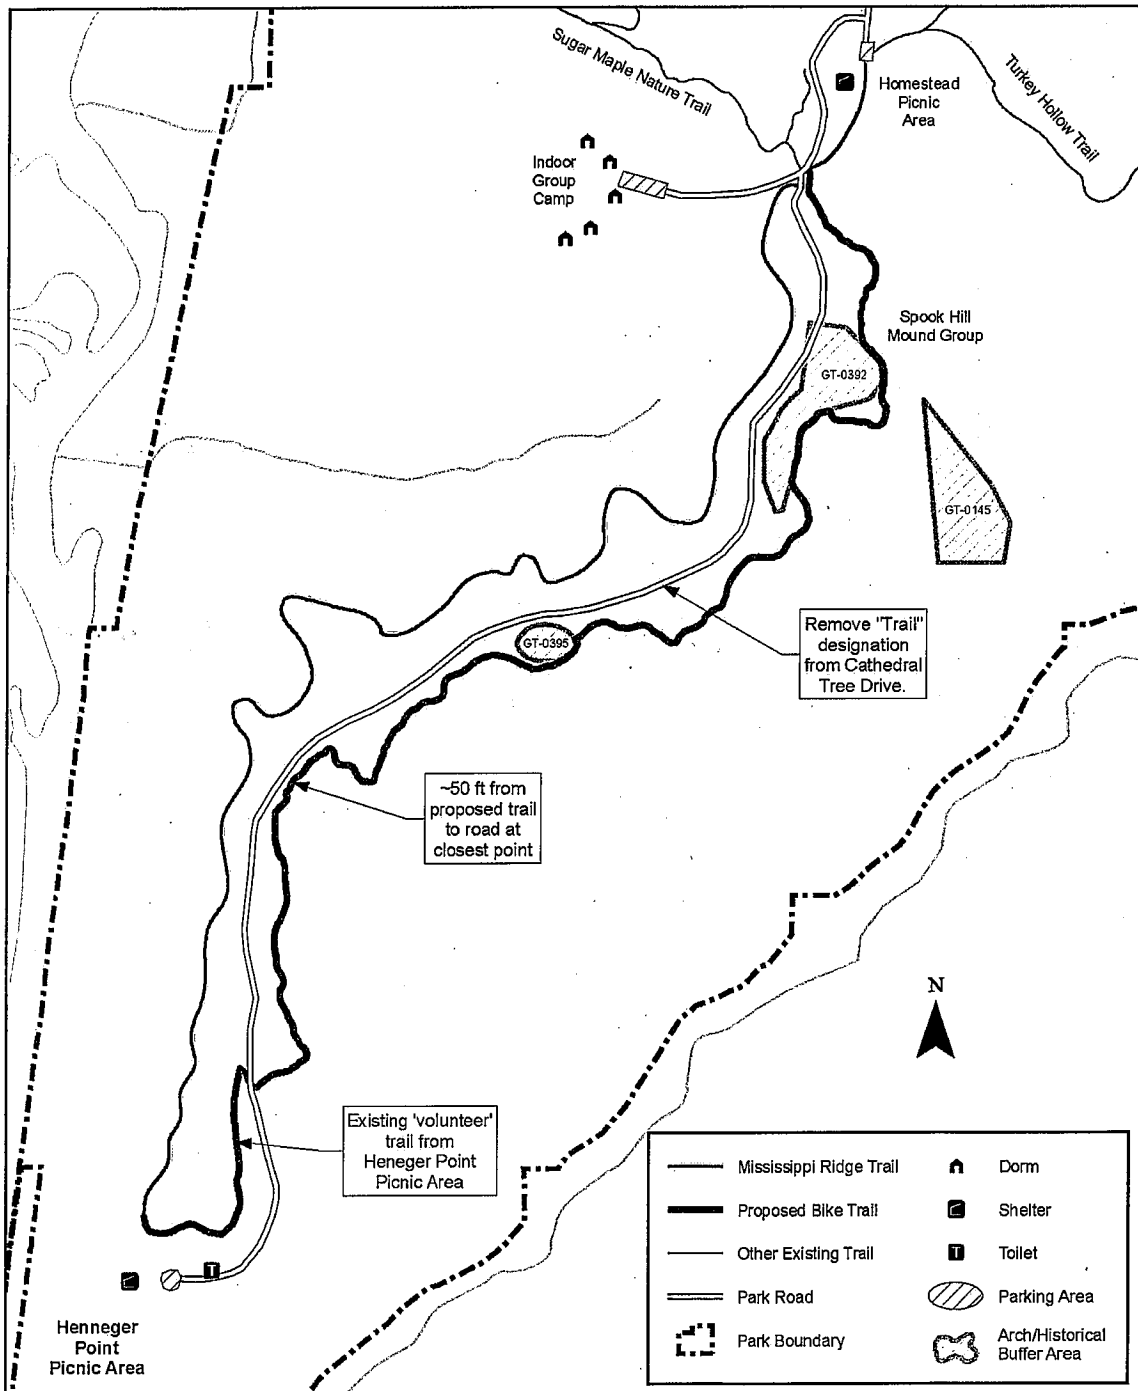 Sugar Maple Nature Trail
Turkey Hollow Trail
Homestead
Picnic
Area
Indoor
Group
Camp
Spook Hill
Mound Group
GT-0392
GT-0145
GT-0395
Remove "Trail"
designation
from Cathedral
Tree Drive.
~50 ft from
proposed trail
to road at
closest point
N
Existing 'volunteer'
trail from
Heneger Point
Picnic Area
T
Henneger
Point
Picnic Area
Mississippi Ridge Trail
Dorm
Proposed Bike Trail
Shelter
Other Existing Trail
T
Toilet
Park Road
Parking Area
Park Boundary
Arch/Historical
Buffer Area